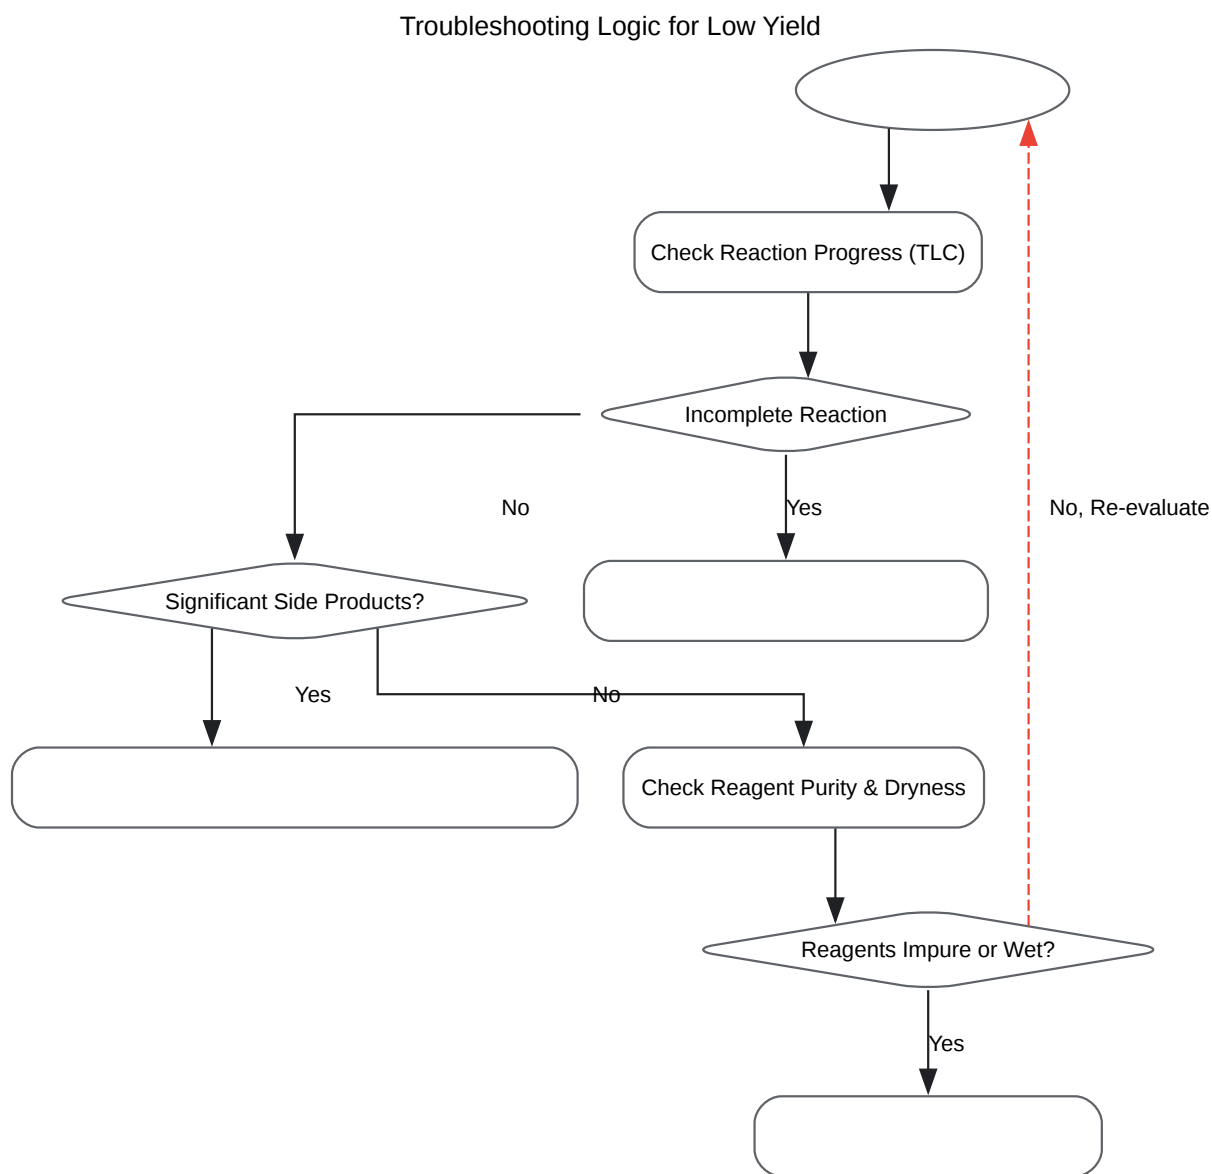 Troubleshooting Logic for Low Yield
Check Reaction Progress (TLC)
Incomplete Reaction
No
Yes
No, Re-evaluate
Significant Side Products?
Yes
No
Check Reagent Purity & Dryness
Reagents Impure or Wet?
Yes